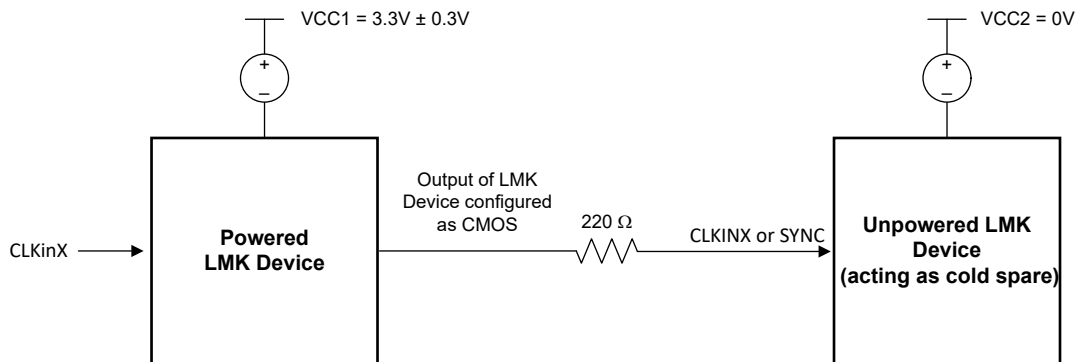 VCC1 = 3.3V ± 0.3V
VCC2 = 0V
+
–
+
–
Output of LMK
Device configured
as CMOS
220 Ω
CLKinX
Powered
LMK Device
CLKINX or SYNC
Unpowered LMK
Device
(acting as cold spare)